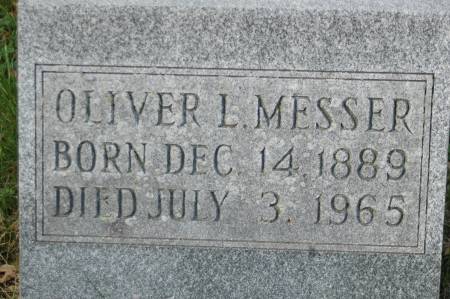 OLIVER L. MESSER
BORN DEC. 14. 1889
DIED JULY 3. 1965